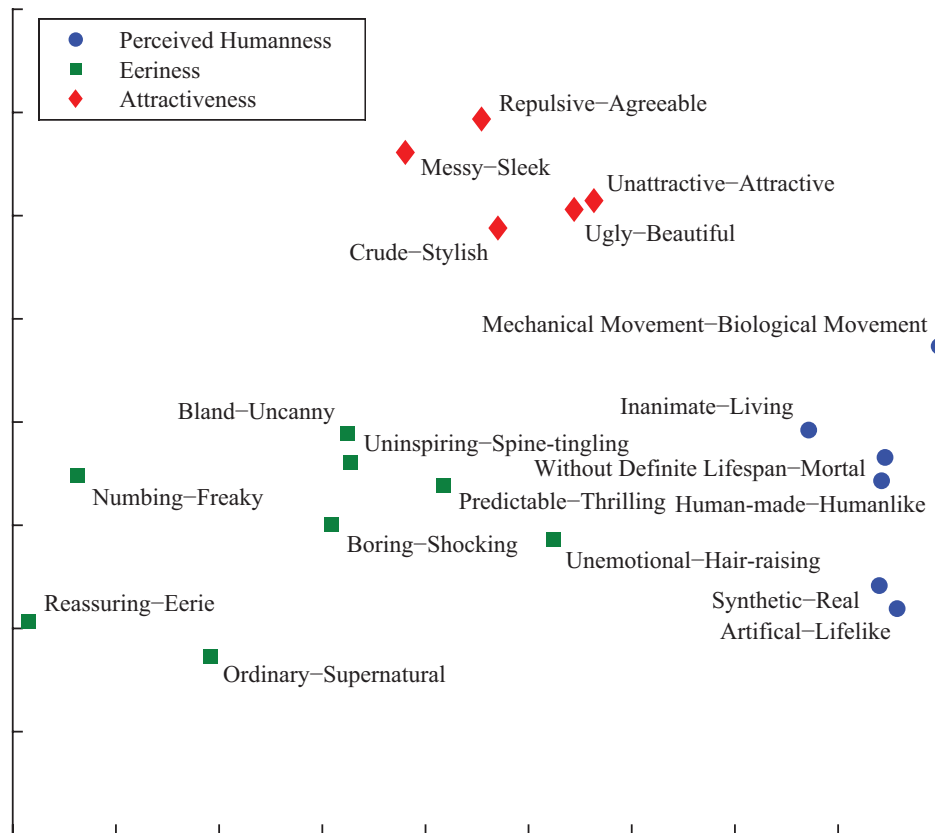 Perceived Humanness
Eeriness
Attractiveness
Repulsive−Agreeable
Messy−Sleek
Unattractive−Attractive
Ugly−Beautiful
Crude−Stylish
Mechanical Movement−Biological Movement
Inanimate−Living
Bland−Uncanny
Uninspiring−Spine-tingling
Without Definite Lifespan−Mortal
Numbing−Freaky
Predictable−Thrilling
Human-made−Humanlike
Boring−Shocking
Unemotional−Hair-raising
Reassuring−Eerie
Synthetic−Real
Artifical−Lifelike
Ordinary−Supernatural